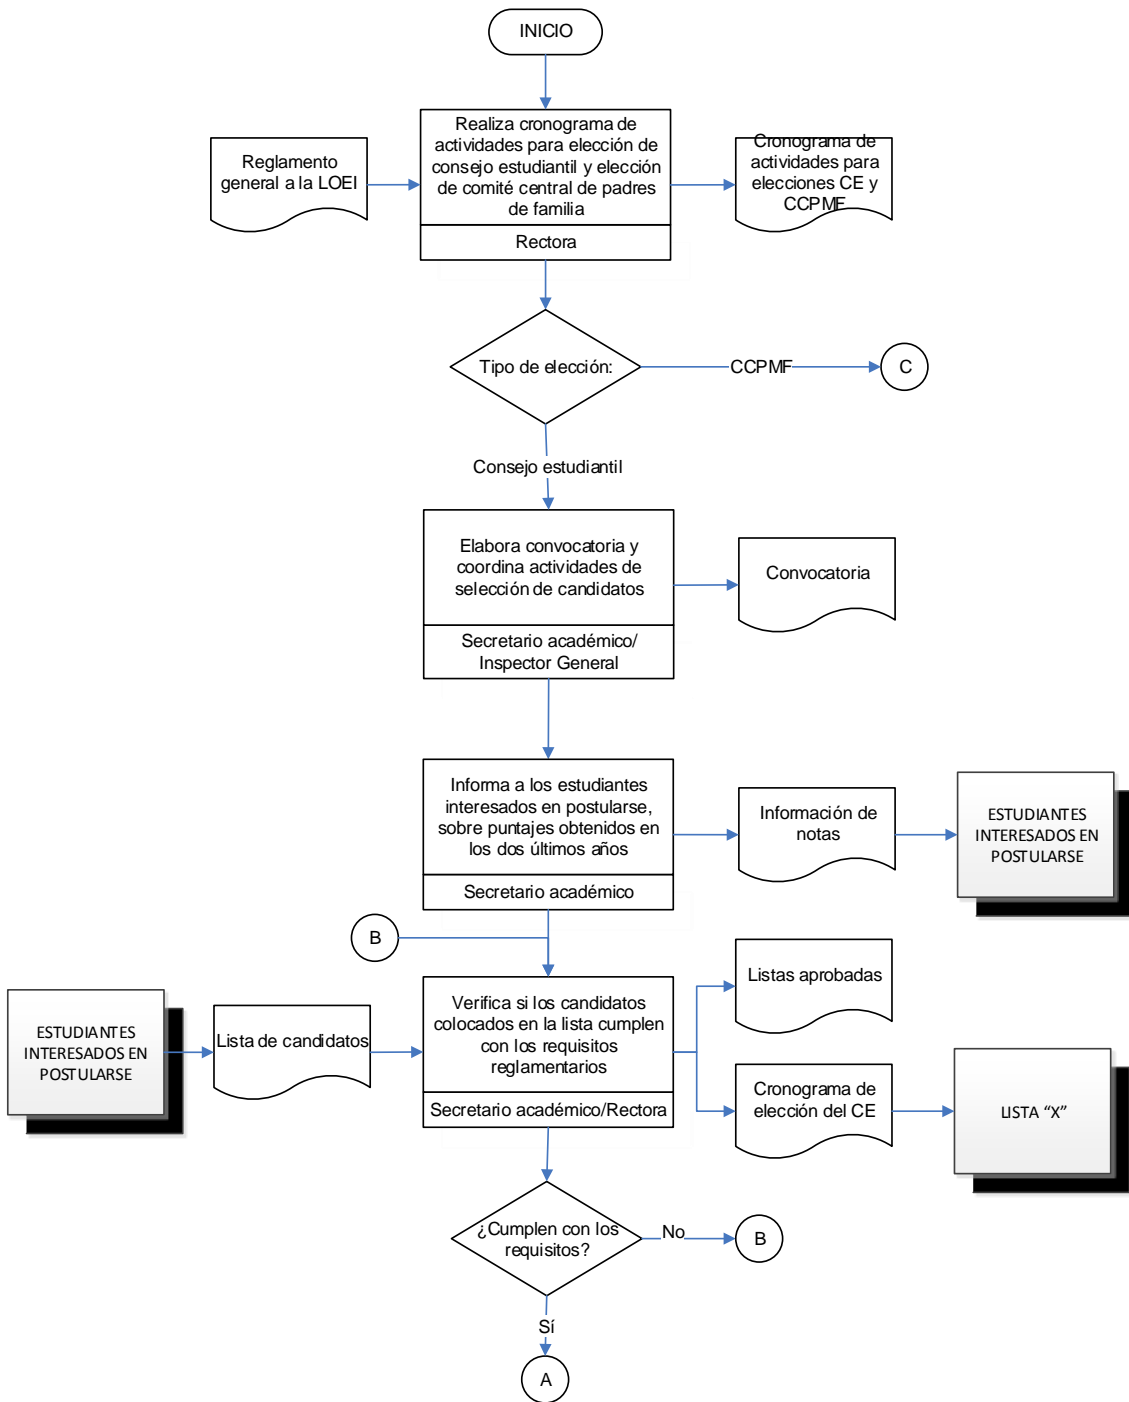 INICIO
Realiza cronograma de
actividades para elección de
consejo estudiantil y elección
de comité central de padres
de familia
Rectora
Reglamento
general a la LOEI
Cronograma de
actividades para
elecciones CE y
CCPMF
Tipo de elección:
CCPMF
C
Consejo estudiantil
Elabora convocatoria y
coordina actividades de
selección de candidatos
Secretario académico/
Inspector General
Convocatoria
Informa a los estudiantes
interesados en postularse,
sobre puntajes obtenidos en
los dos últimos años
Secretario académico
Información de
notas
ESTUDIANTES
INTERESADOS EN
POSTULARSE
B
ESTUDIANTES
INTERESADOS EN
POSTULARSE
Lista de candidatos
Verifica si los candidatos
colocados en la lista cumplen
con los requisitos
reglamentarios
Secretario académico/Rectora
Listas aprobadas
Cronograma de
elección del CE
LISTA “X”
¿Cumplen con los
requisitos?
No
B
Sí
A